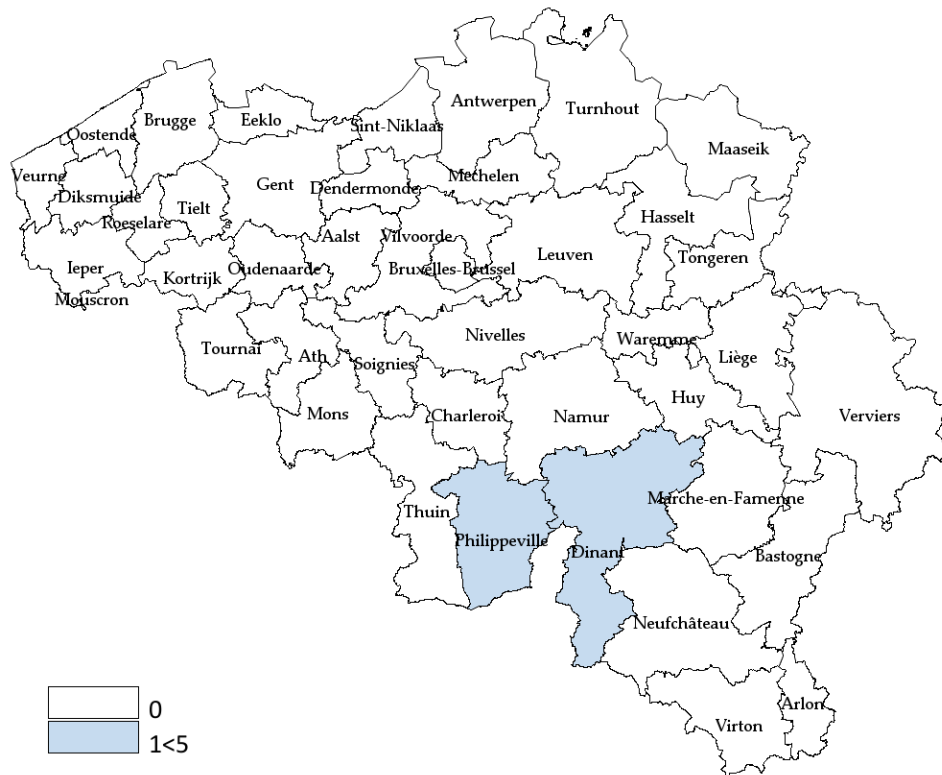 Antwerpen
Turnhout
Brugge
Eeklo
Sint-Niklaas
Oostende
Maaseik
Veurne
Gent
Dendermonde
Mechelen
Diksmuide
Tielt
Roeselare
Hasselt
Aalst
Vilvoorde
Leuven
Tongeren
Ieper
Kortrijk
Oudenaarde
Bruxelles-Brussel
Mouscron
Nivelles
Waremme
Tournai
Ath
Soignies
Liège
Huy
Mons
Charleroi
Namur
Verviers
Marche-en-Famenne
Thuin
Philippeville
Dinant
Bastogne
Neufchâteau
Arlon
Virton
0
1<5